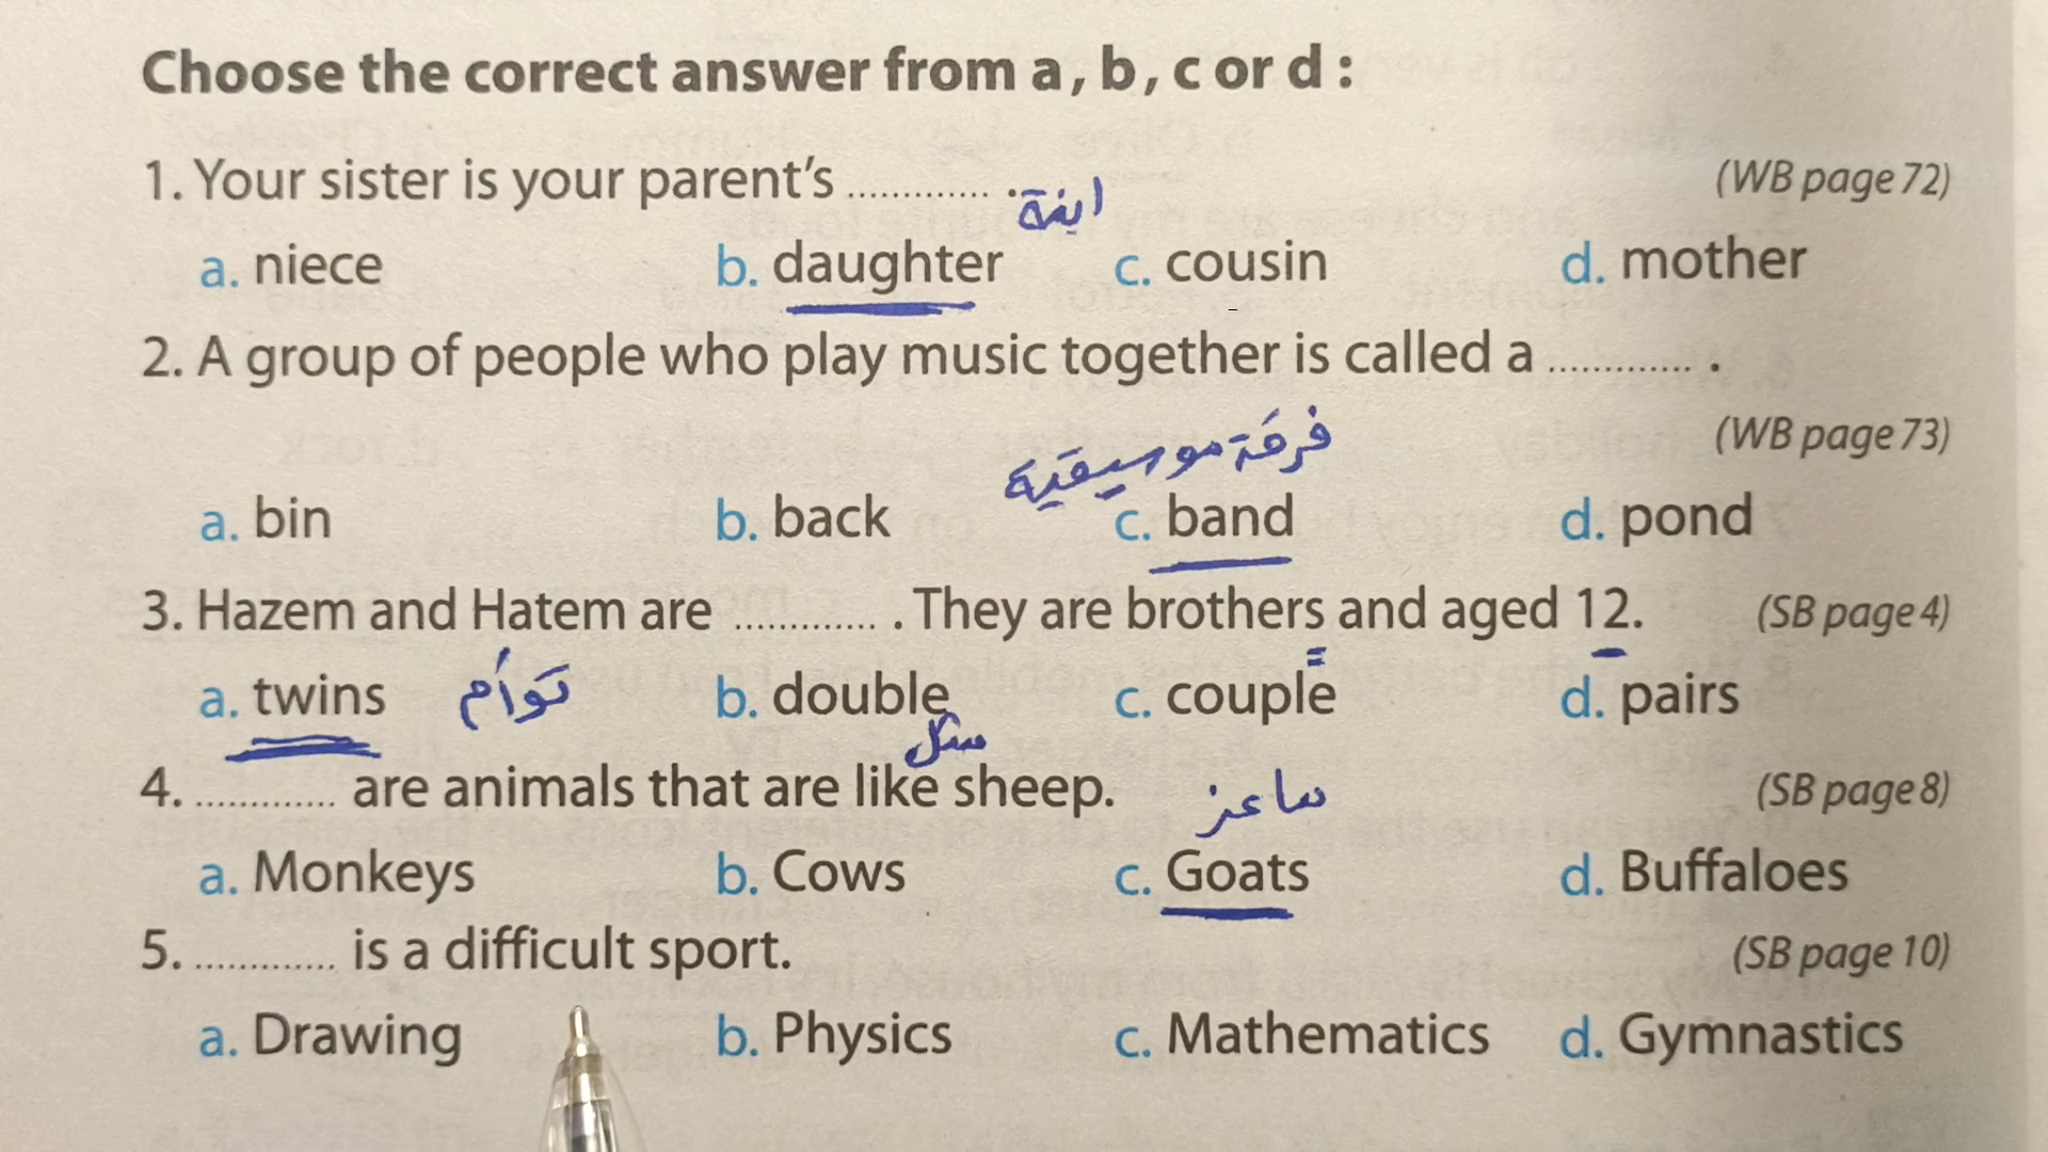 Choose the correct answer from a , b , c or d :
1. Your sister is your parent's ............. . (WB page 72)
ابنة
a. niece b. daughter c. cousin d. mother
2. A group of people who play music together is called a ............. .
(WB page 73)
فرقة موسيقية
a. bin b. back c. band d. pond
3. Hazem and Hatem are ............. . They are brothers and aged 12. (SB page 4)
a. twins توأم b. double c. couple d. pairs
مثل
4. ............. are animals that are like sheep. (SB page 8)
ماعز
a. Monkeys b. Cows c. Goats d. Buffaloes
5. ............. is a difficult sport. (SB page 10)
a. Drawing b. Physics c. Mathematics d. Gymnastics